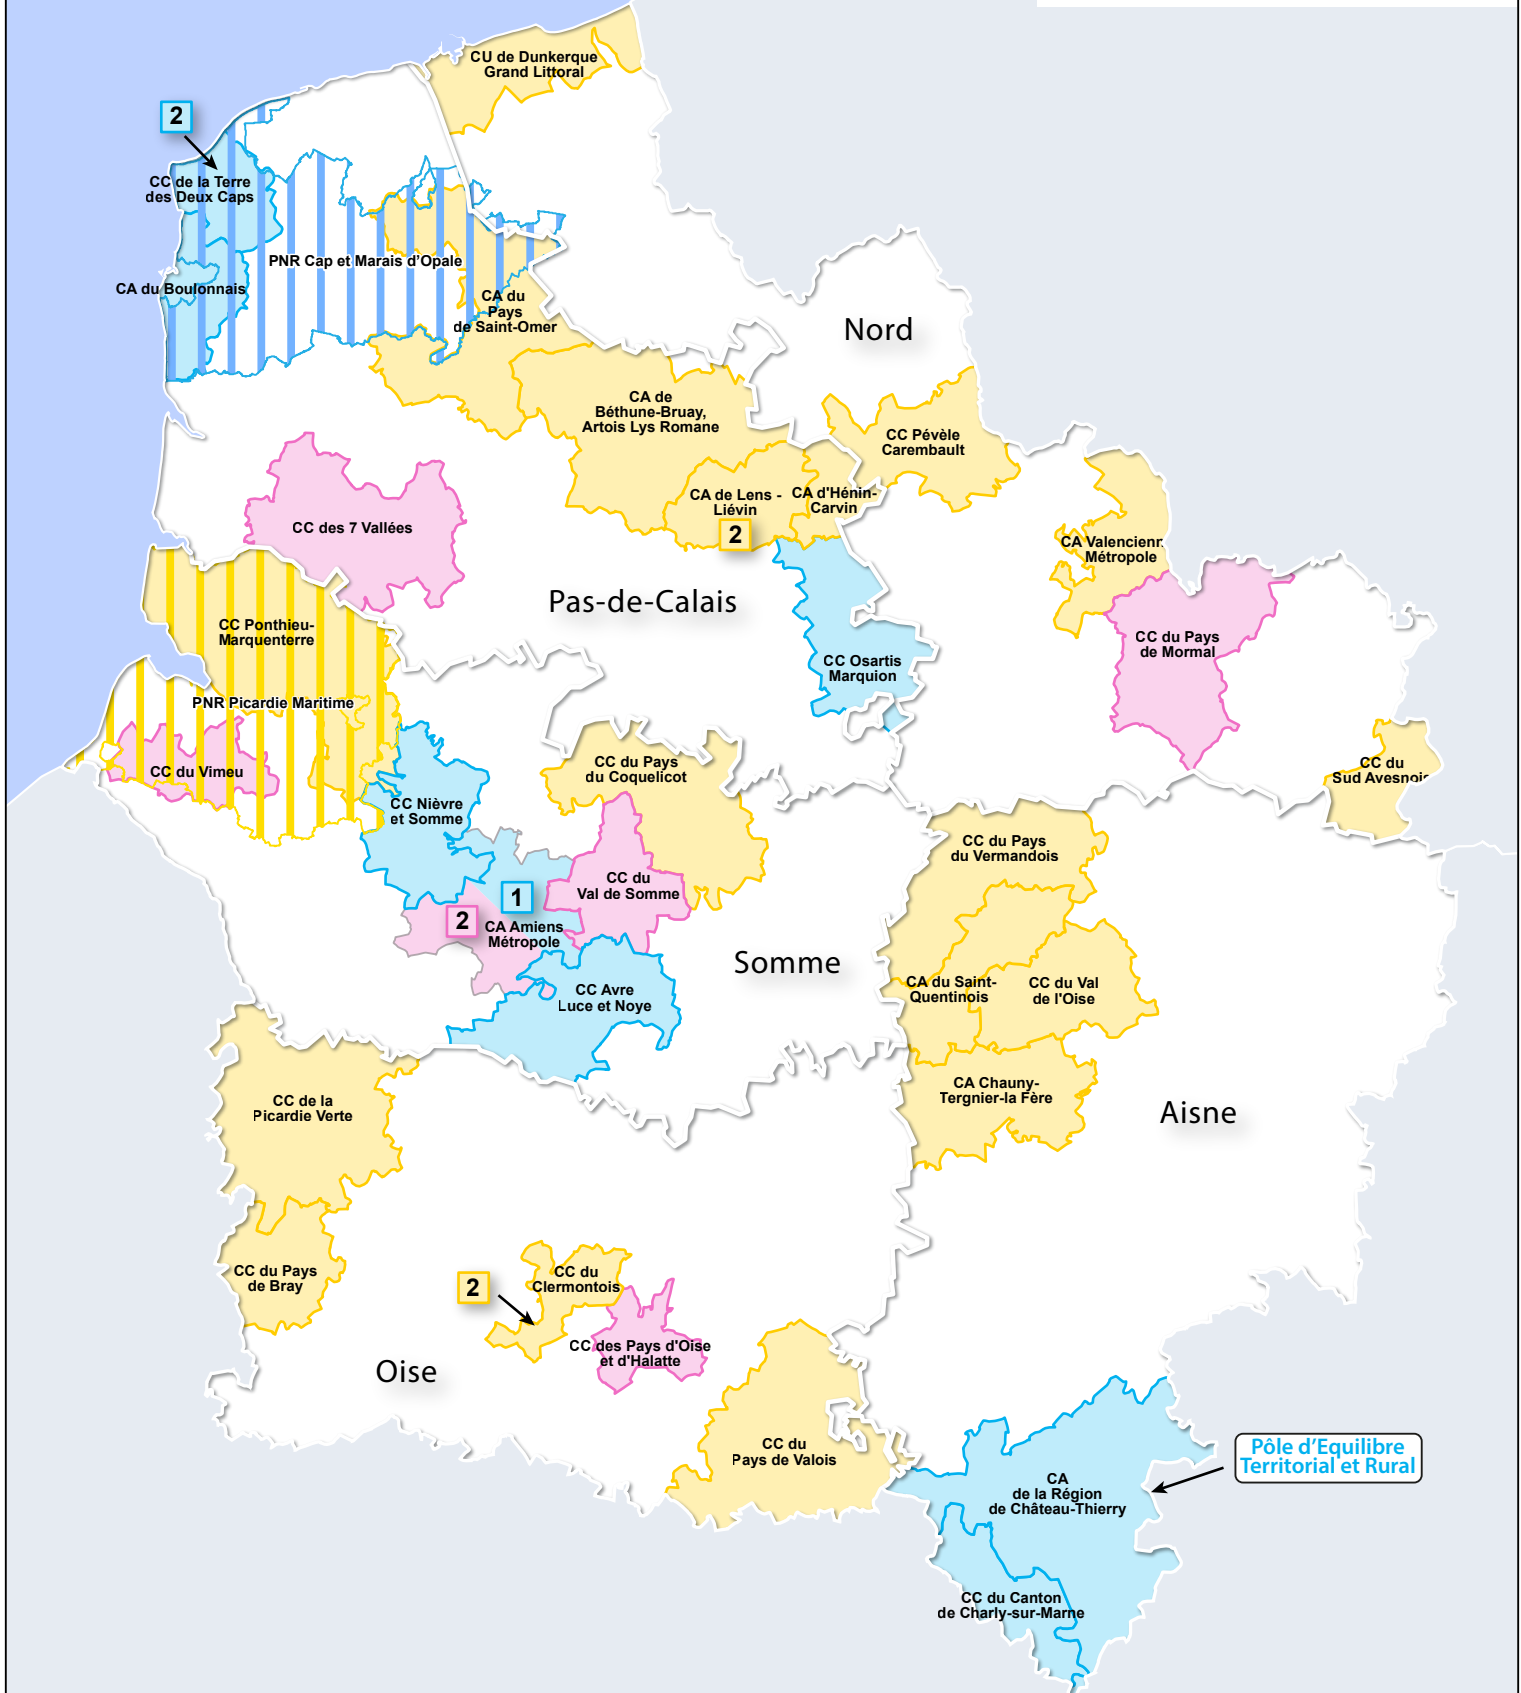 CU de Dunkerque
Grand Littoral
2
CC de la Terre
des Deux Caps
PNR Cap et Marais d'Opale
CA du Boulonnais
CA du
Pays
de Saint-Omer
Nord
CA de
Béthune-Bruay,
Artois Lys Romane
CC Pévèle
Carembault
CA de Lens -
Liévin
2
CA d'Hénin-
Carvin
CC des 7 Vallées
CA Valencienn
Métropole
Pas-de-Calais
CC Ponthieu-
Marquenterre
CC du Pays
de Mormal
CC Osartis
Marquion
PNR Picardie Maritime
CC du Vimeu
CC du Pays
du Coquelicot
CC du
Sud Avesnois
CC Nièvre
et Somme
CC du Pays
du Vermandois
CC du
Val de Somme
1
2
CA Amiens
Métropole
Somme
CC Avre
Luce et Noye
CA du Saint-
Quentinois
CC du Val
de l'Oise
CC de la
Picardie Verte
CA Chauny-
Tergnier-la Fère
Aisne
CC du Pays
de Bray
2
CC du
Clermontois
CC des Pays d'Oise
et d'Halatte
Oise
CC du
Pays de Valois
Pôle d'Equilibre
Territorial et Rural
CA
de la Région
de Château-Thierry
CC du Canton
de Charly-sur-Marne